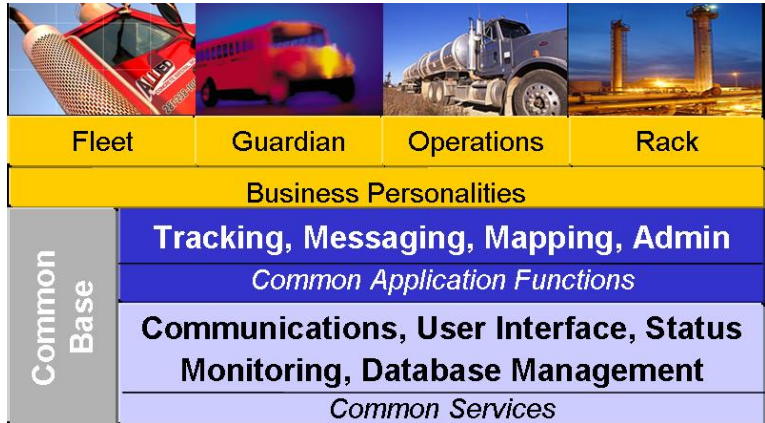 ALLIED
Fleet
Guardian
Operations
Rack
Business Personalities
Common
Base
Tracking, Messaging, Mapping, Admin
Common Application Functions
Communications, User Interface, Status
Monitoring, Database Management
Common Services